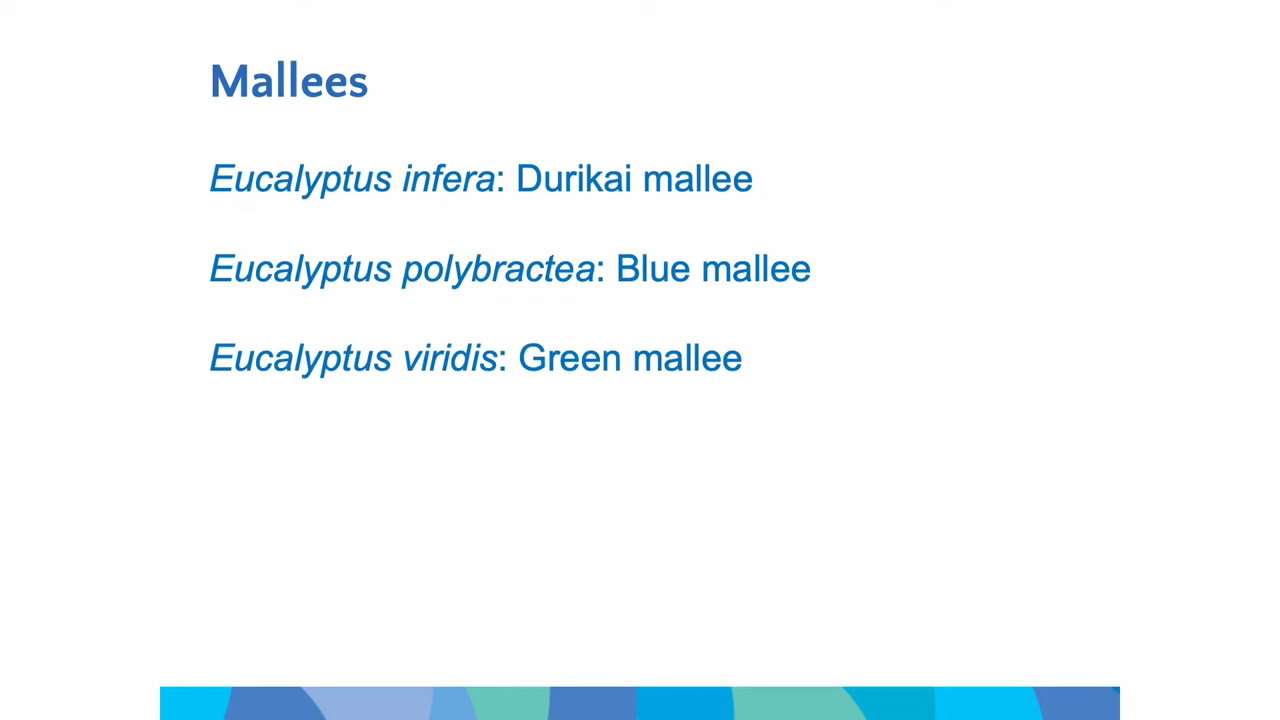 Mallees
Eucalyptus infera: Durikai mallee
Eucalyptus polybractea: Blue mallee
Eucalyptus viridis: Green mallee